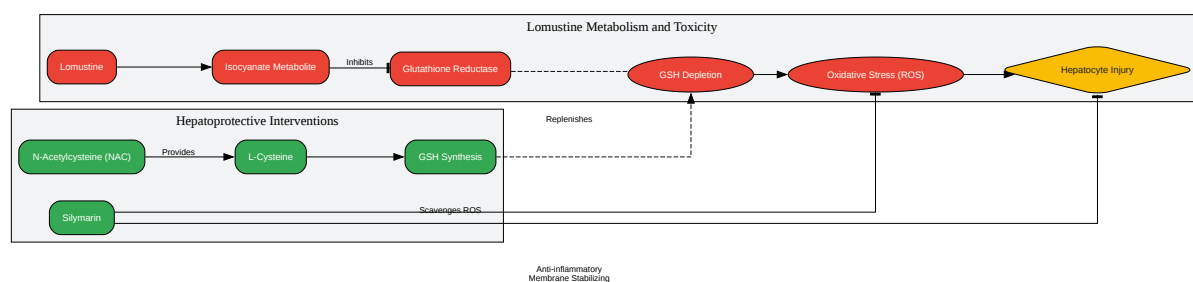 Lomustine Metabolism and Toxicity
Lomustine
Isocyanate Metabolite
Inhibits
Glutathione Reductase
GSH Depletion
Oxidative Stress (ROS)
Hepatocyte Injury
Hepatoprotective Interventions
Replenishes
N-Acetylcysteine (NAC)
Provides
L-Cysteine
GSH Synthesis
Silymarin
Scavenges ROS
Anti-inflammatory
Membrane Stabilizing